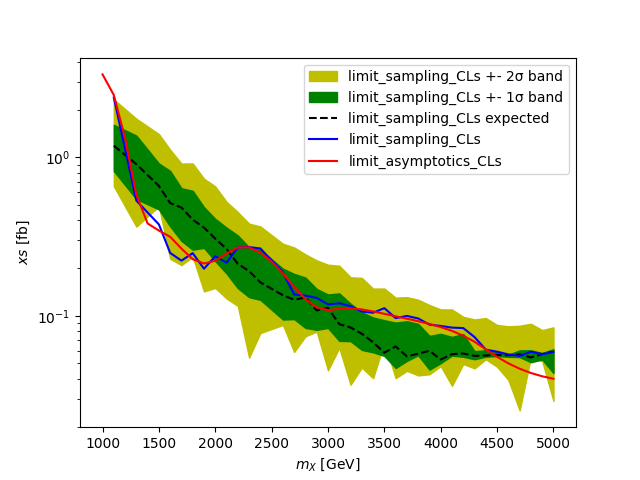 limit_sampling_CLs +- 2σ band
limit_sampling_CLs +- 1σ band
limit_sampling_CLs expected
limit_sampling_CLs
limit_asymptotics_CLs
10⁰
10⁻¹
xs [fb]
1000 1500 2000 2500 3000 3500 4000 4500 5000
m_X [GeV]